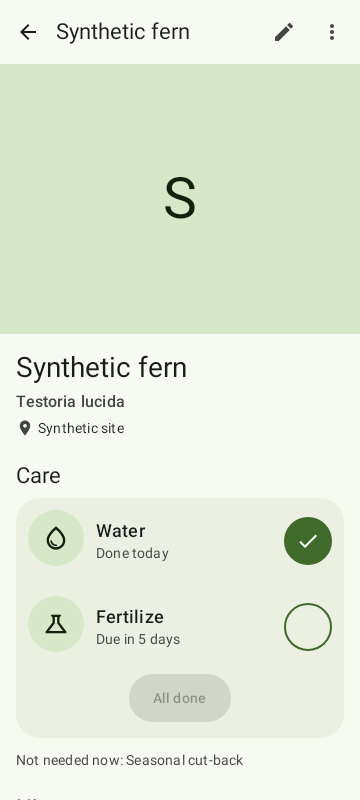 Synthetic fern
S
Synthetic fern
Testoria lucida
Synthetic site
Care
Water
Done today
Fertilize
Due in 5 days
All done
Not needed now: Seasonal cut-back